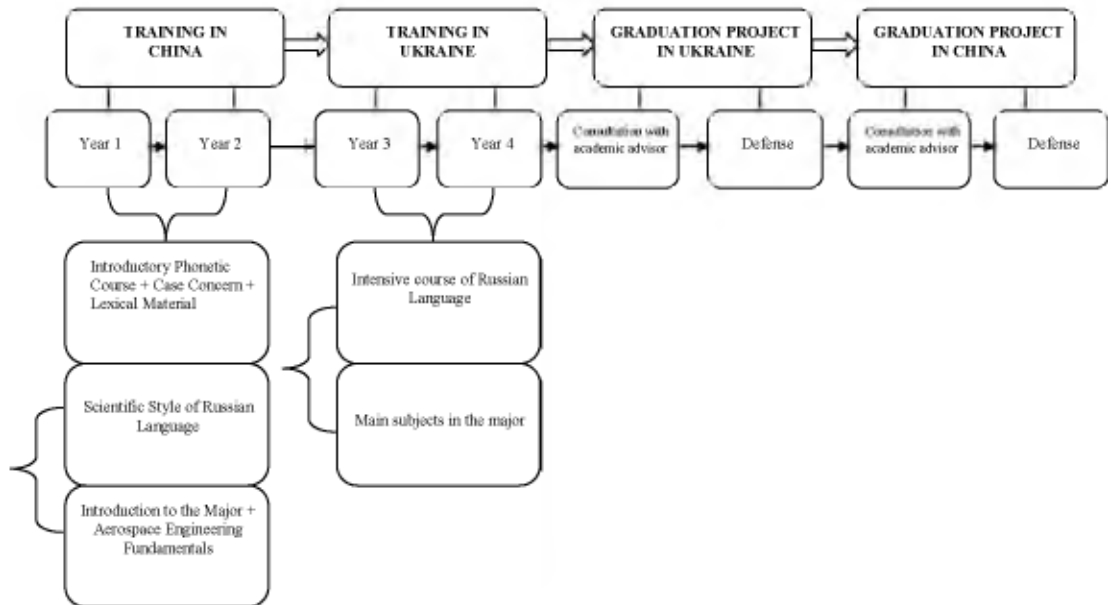 TRAINING IN
CHINA
TRAINING IN
UKRAINE
GRADUATION PROJECT
IN UKRAINE
GRADUATION PROJECT
IN CHINA
Year 1
Year 2
Year 3
Year 4
Consultation with
academic advisor
Defense
Consultation with
academic advisor
Defense
Introductory Phonetic
Course + Case Concern +
Lexical Material
Intensive course of Russian
Language
Scientific Style of Russian
Language
Main subjects in the major
Introduction to the Major +
Aerospace Engineering
Fundamentals